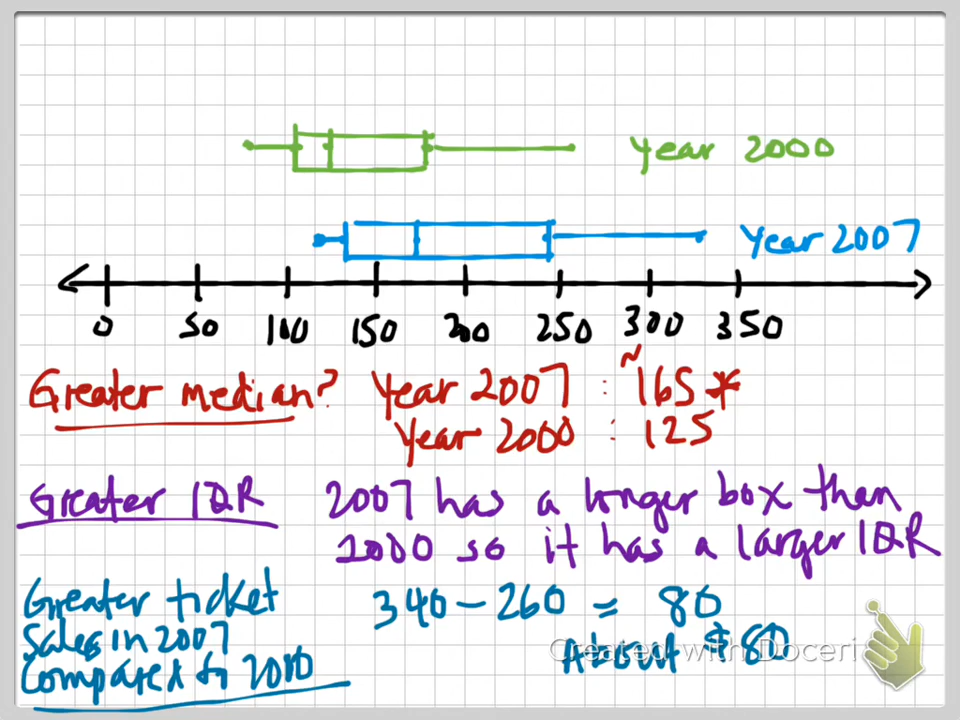 Year 2000
Year 2007
0 50 100 150 200 250 300 350
Greater median? Year 2007 : ~165 *
Year 2000 : 125
Greater IQR 2007 has a longer box than
2000 so it has a larger IQR
Greater ticket 340 - 260 = 80
Sales in 2007 About $80
Compared to 2000
Created with Doceri